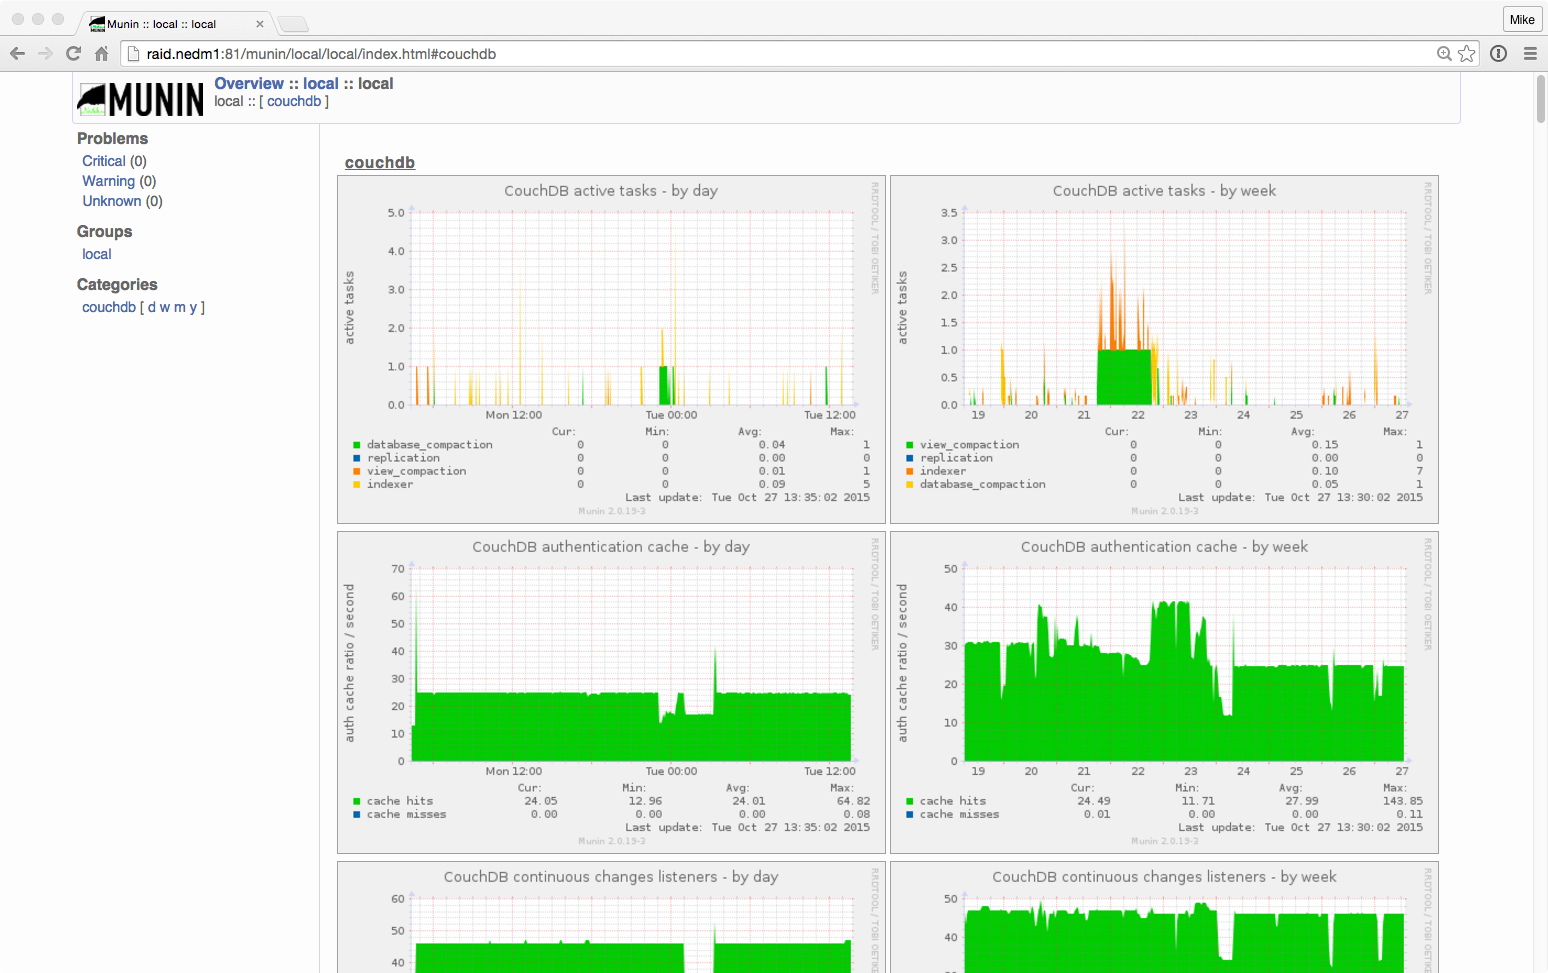 Munin :: local :: local
Mike
raid.nedm1:81/munin/local/local/index.html#couchdb
MUNIN
Overview :: local :: local
local :: [ couchdb ]
Problems
Critical (0)
Warning (0)
Unknown (0)
Groups
local
Categories
couchdb [ d w m y ]
couchdb
CouchDB active tasks - by day
RRDTOOL / TOBI OETIKER
active tasks
5.0
4.0
3.0
2.0
1.0
0.0
Mon 12:00 Tue 00:00 Tue 12:00
Cur: Min: Avg: Max:
database_compaction 0 0 0.04 1
replication 0 0 0.00 0
view_compaction 0 0 0.01 1
indexer 0 0 0.09 5
Last update: Tue Oct 27 13:35:02 2015
Munin 2.0.19-3
CouchDB active tasks - by week
RRDTOOL / TOBI OETIKER
active tasks
3.5
3.0
2.5
2.0
1.5
1.0
0.5
0.0
19 20 21 22 23 24 25 26 27
Cur: Min: Avg: Max:
view_compaction 0 0 0.15 1
replication 0 0 0.00 0
indexer 0 0 0.10 7
database_compaction 0 0 0.05 1
Last update: Tue Oct 27 13:30:02 2015
Munin 2.0.19-3
CouchDB authentication cache - by day
RRDTOOL / TOBI OETIKER
auth cache ratio / second
70
60
50
40
30
20
10
0
Mon 12:00 Tue 00:00 Tue 12:00
Cur: Min: Avg: Max:
cache hits 24.05 12.96 24.01 64.82
cache misses 0.00 0.00 0.00 0.08
Last update: Tue Oct 27 13:35:02 2015
Munin 2.0.19-3
CouchDB authentication cache - by week
RRDTOOL / TOBI OETIKER
auth cache ratio / second
50
40
30
20
10
0
19 20 21 22 23 24 25 26 27
Cur: Min: Avg: Max:
cache hits 24.49 11.71 27.99 143.85
cache misses 0.01 0.00 0.00 0.11
Last update: Tue Oct 27 13:30:02 2015
Munin 2.0.19-3
CouchDB continuous changes listeners - by day
RRDTOOL / TOBI OETIKER
60
50
40
CouchDB continuous changes listeners - by week
RRDTOOL / TOBI OETIKER
50
40